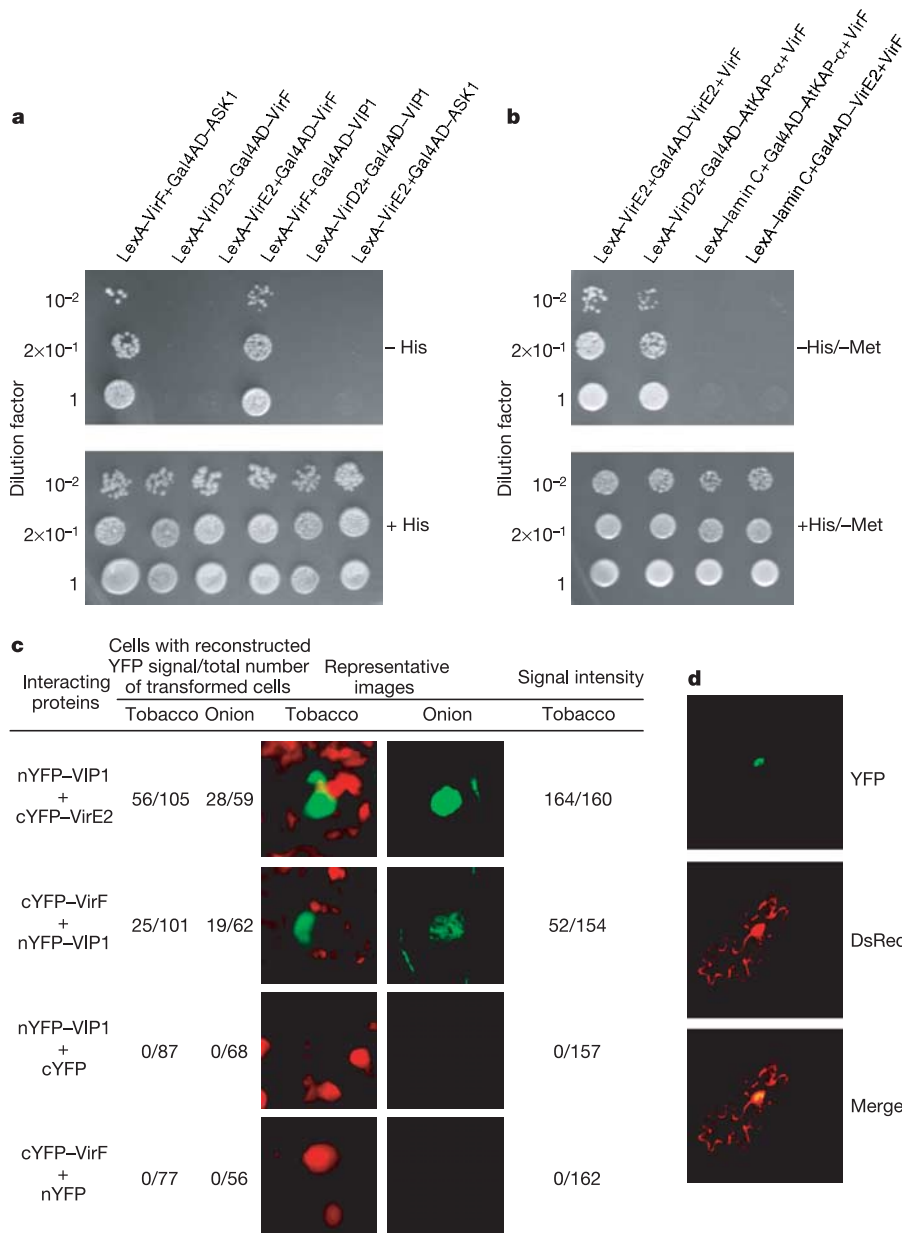 a
LexA–VirF+Gal4AD–ASK1
LexA–VirD2+Gal4AD–VirF
LexA–VirE2+Gal4AD–VirF
LexA–VirF+Gal4AD–VIP1
LexA–VirD2+Gal4AD–VIP1
LexA–VirE2+Gal4AD–ASK1
Dilution factor
10⁻²
2×10⁻¹
1
– His
10⁻²
2×10⁻¹
1
+ His
b
LexA–VirE2+Gal4AD–VirE2+VirF
LexA–VirD2+Gal4AD–AtKAP-α+VirF
LexA–lamin C+Gal4AD–AtKAP-α+VirF
LexA–lamin C+Gal4AD–VirE2+VirF
Dilution factor
10⁻²
2×10⁻¹
1
–His/–Met
10⁻²
2×10⁻¹
1
+His/–Met
c
Interacting
proteins
Cells with reconstructed
YFP signal/total number
of transformed cells
Representative
images
Signal intensity
Tobacco Onion Tobacco Onion Tobacco
nYFP–VIP1
+
cYFP–VirE2
56/105 28/59 164/160
cYFP–VirF
+
nYFP–VIP1
25/101 19/62 52/154
nYFP–VIP1
+
cYFP
0/87 0/68 0/157
cYFP–VirF
+
nYFP
0/77 0/56 0/162
d
YFP
DsRed
Merge